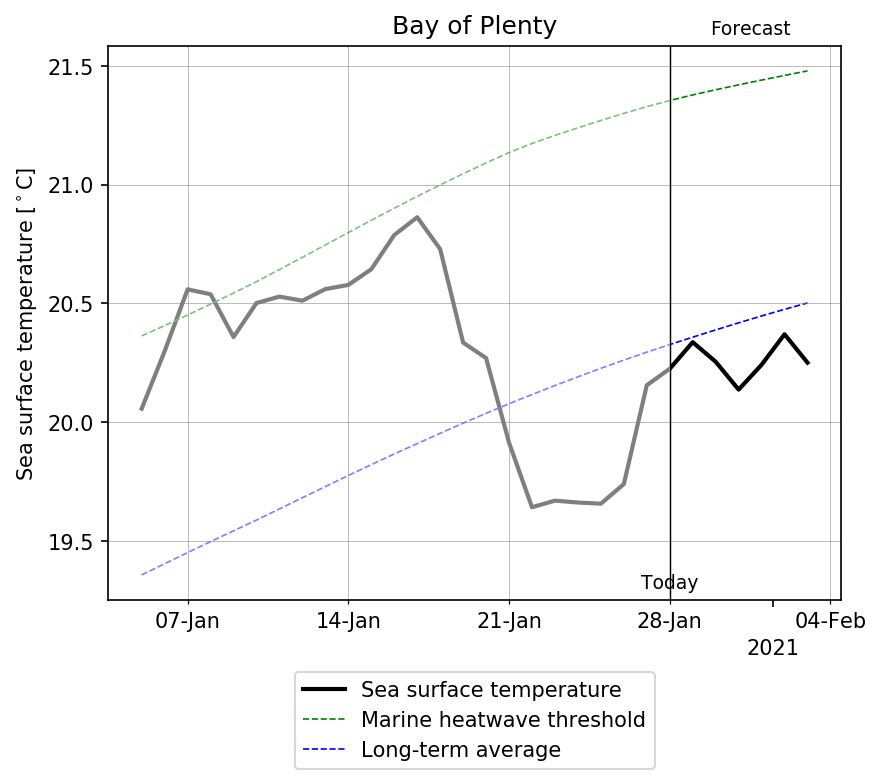 Bay of Plenty
Forecast
Sea surface temperature [°C]
21.5
21.0
20.5
20.0
19.5
Today
07-Jan
14-Jan
21-Jan
28-Jan
04-Feb
2021
Sea surface temperature
Marine heatwave threshold
Long-term average